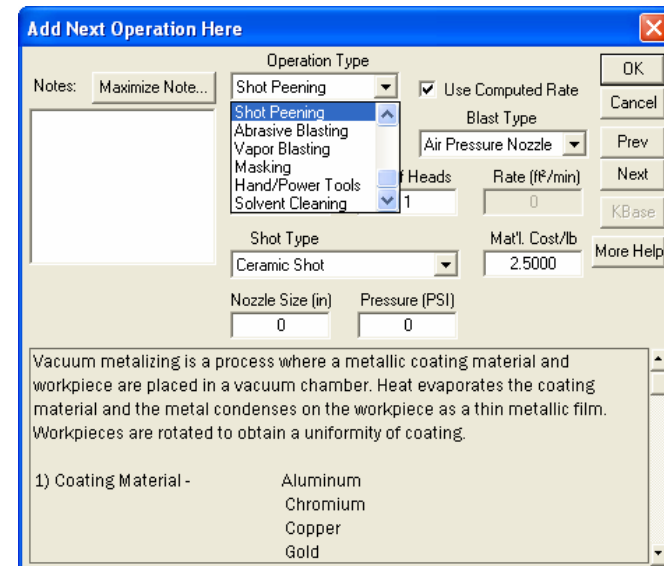 Add Next Operation Here
Operation Type
OK
Notes: Maximize Note... Shot Peening Use Computed Rate
Cancel
Shot Peening
Blast Type
Abrasive Blasting
Vapor Blasting
Air Pressure Nozzle
Prev
Masking
Hand/Power Tools
f Heads
Rate (ft²/min)
Next
Solvent Cleaning
1
0
KBase
Shot Type
Mat'l. Cost/lb
More Help
Ceramic Shot
2.5000
Nozzle Size (in)
Pressure (PSI)
0
0
Vacuum metalizing is a process where a metallic coating material and
workpiece are placed in a vacuum chamber. Heat evaporates the coating
material and the metal condenses on the workpiece as a thin metallic film.
Workpieces are rotated to obtain a uniformity of coating.
1) Coating Material - Aluminum
Chromium
Copper
Gold